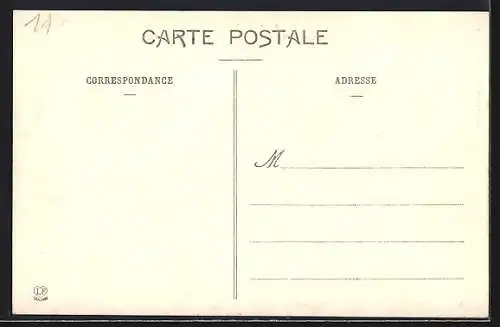 11
CARTE POSTALE
CORRESPONDANCE
ADRESSE
M